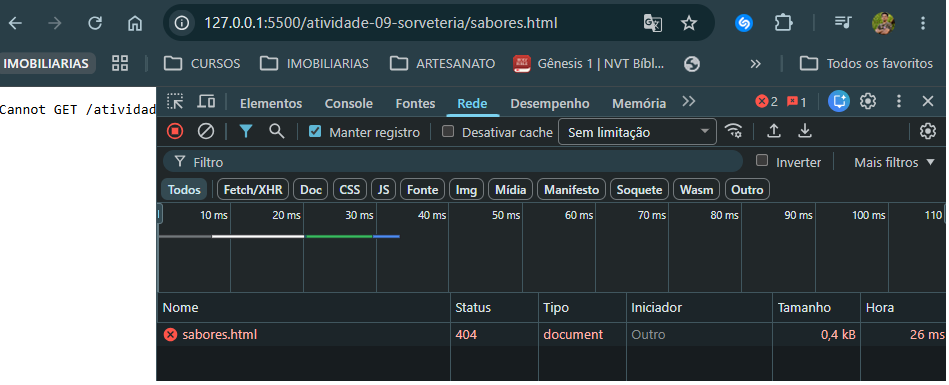 127.0.0.1:5500/atividade-09-sorveteria/sabores.html
IMOBILIARIAS CURSOS IMOBILIARIAS ARTESANATO Gênesis 1 | NVT Bíbl... » Todos os favoritos
Cannot GET /atividad
Elementos Console Fontes Rede Desempenho Memória » 2 1
Manter registro Desativar cache Sem limitação
Filtro Inverter Mais filtros
Todos Fetch/XHR Doc CSS JS Fonte Img Mídia Manifesto Soquete Wasm Outro
10 ms 20 ms 30 ms 40 ms 50 ms 60 ms 70 ms 80 ms 90 ms 100 ms 110
Nome Status Tipo Iniciador Tamanho Hora
sabores.html 404 document Outro 0,4 kB 26 ms